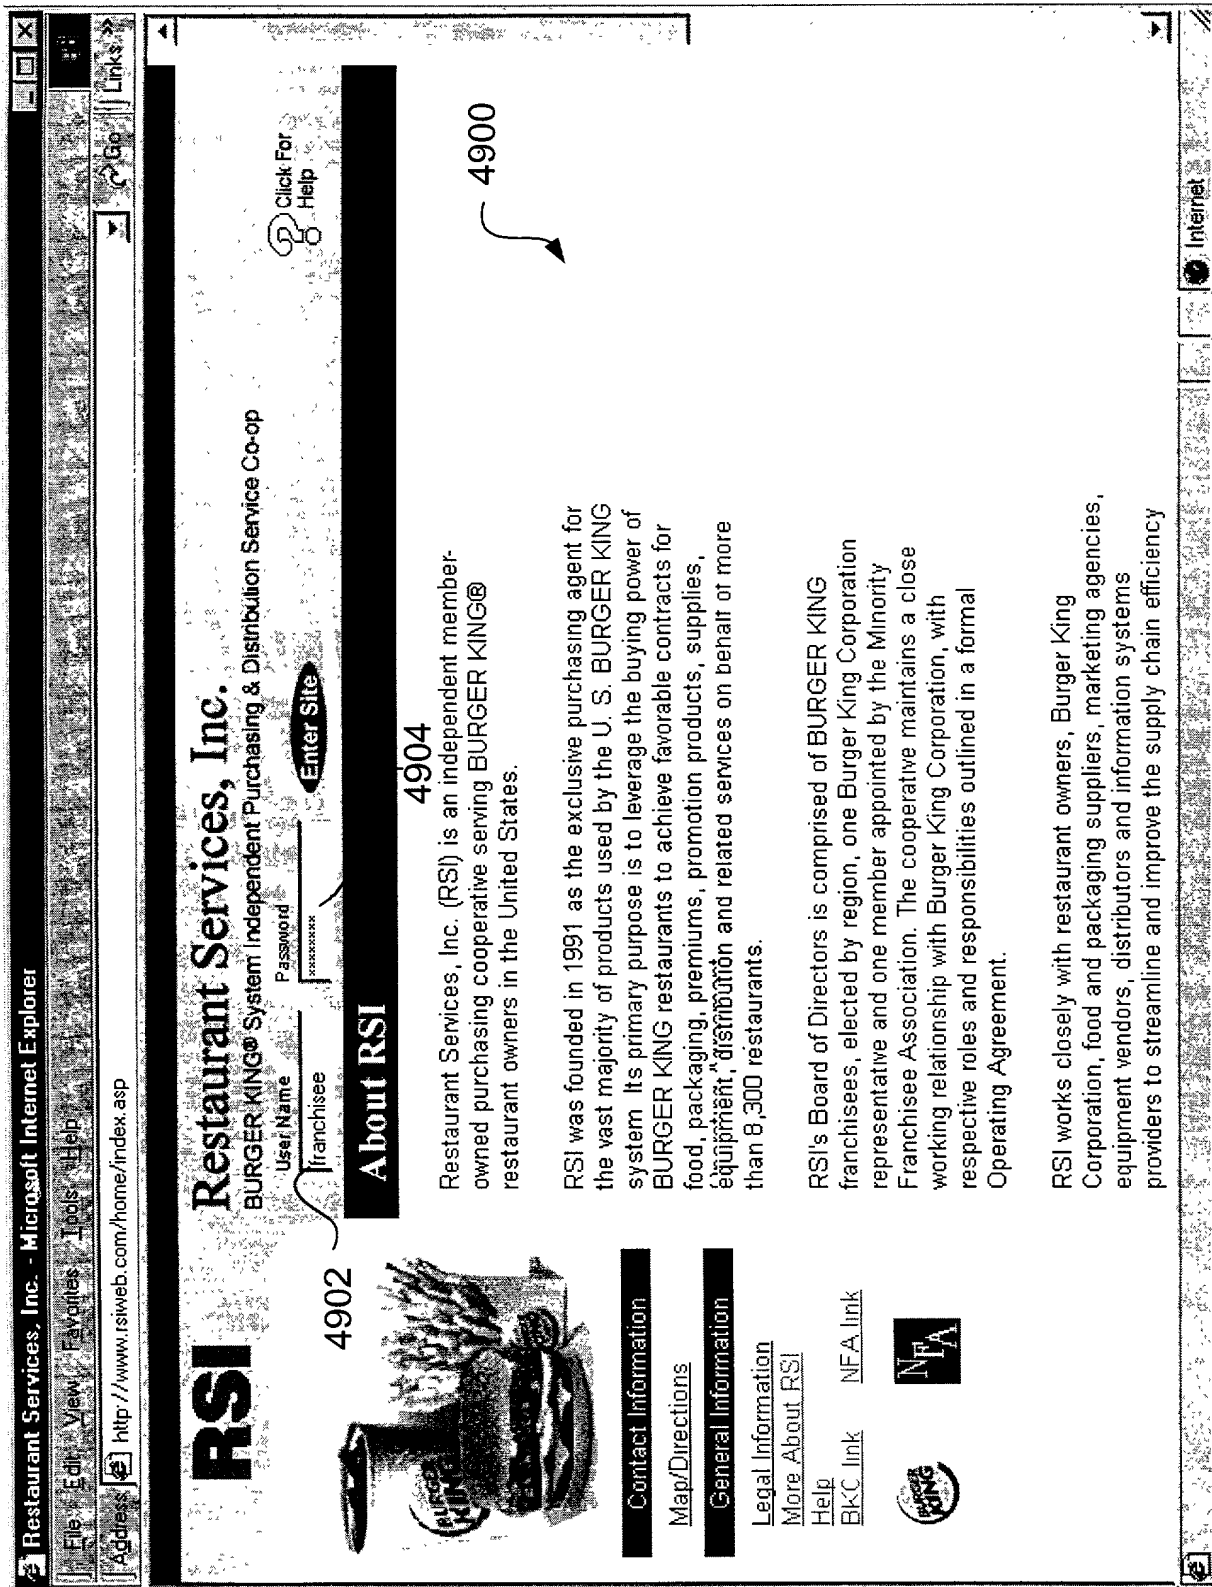 Restaurant Services, Inc. - Microsoft Internet Explorer
File Edit View Favorites Tools Help
Address http://www.rsiweb.com/home/index.asp Go Links »
RSI
Restaurant Services, Inc.
BURGER KING® System Independent Purchasing & Distribution Service Co-op
User Name
Password
franchisee
xxxxxxxxx
Enter Site
Click For
Help
4902
4904
4900
About RSI
Restaurant Services, Inc. (RSI) is an independent member-
owned purchasing cooperative serving BURGER KING®
restaurant owners in the United States.
RSI was founded in 1991 as the exclusive purchasing agent for
the vast majority of products used by the U. S. BURGER KING
system. Its primary purpose is to leverage the buying power of
BURGER KING restaurants to achieve favorable contracts for
food, packaging, premiums, promotion products, supplies,
equipment, distribution and related services on behalf of more
than 8,300 restaurants.
RSI's Board of Directors is comprised of BURGER KING
franchisees, elected by region, one Burger King Corporation
representative and one member appointed by the Minority
Franchisee Association. The cooperative maintains a close
working relationship with Burger King Corporation, with
respective roles and responsibilities outlined in a formal
Operating Agreement.
RSI works closely with restaurant owners, Burger King
Corporation, food and packaging suppliers, marketing agencies,
equipment vendors, distributors and information systems
providers to streamline and improve the supply chain efficiency
BURGER KING
Contact Information
Map/Directions
General Information
Legal Information
More About RSI
Help
BKC link NFA link
BURGER KING
NFA
Internet